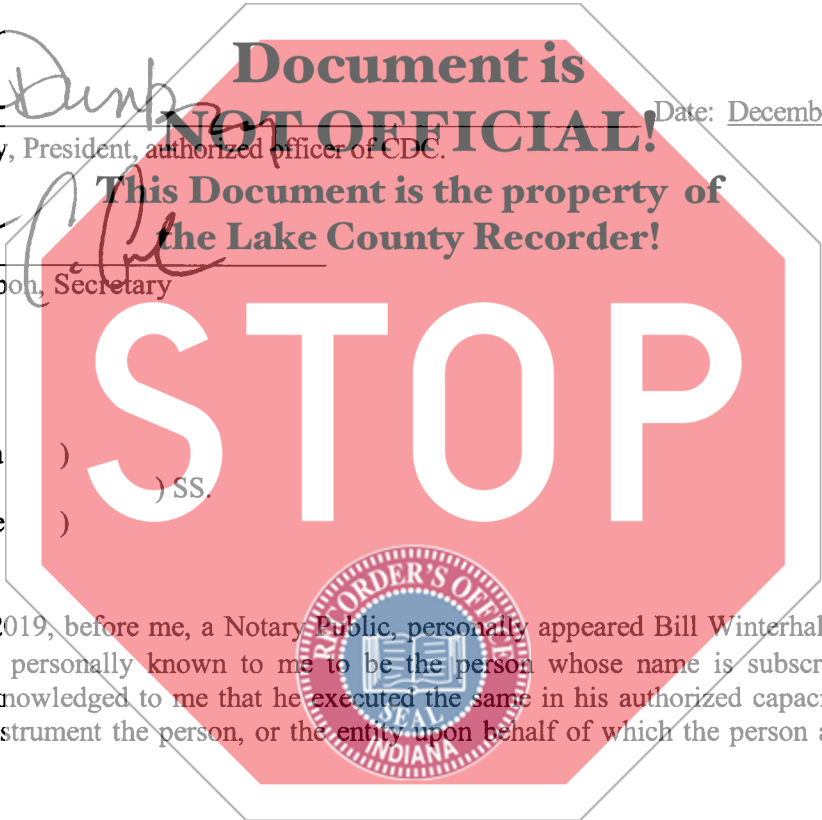 Document is
NOT OFFICIAL!
This Document is the property of
the Lake County Recorder!
Date: Decemb
, President, authorized officer of CDC.
, Secretary
STOP
)
) SS.
)
RECORDER'S OFFICE
SEAL
INDIANA
2019, before me, a Notary Public, personally appeared Bill Winterhal
personally known to me to be the person whose name is subscr
nowledged to me that he executed the same in his authorized capac
strument the person, or the entity upon behalf of which the person a